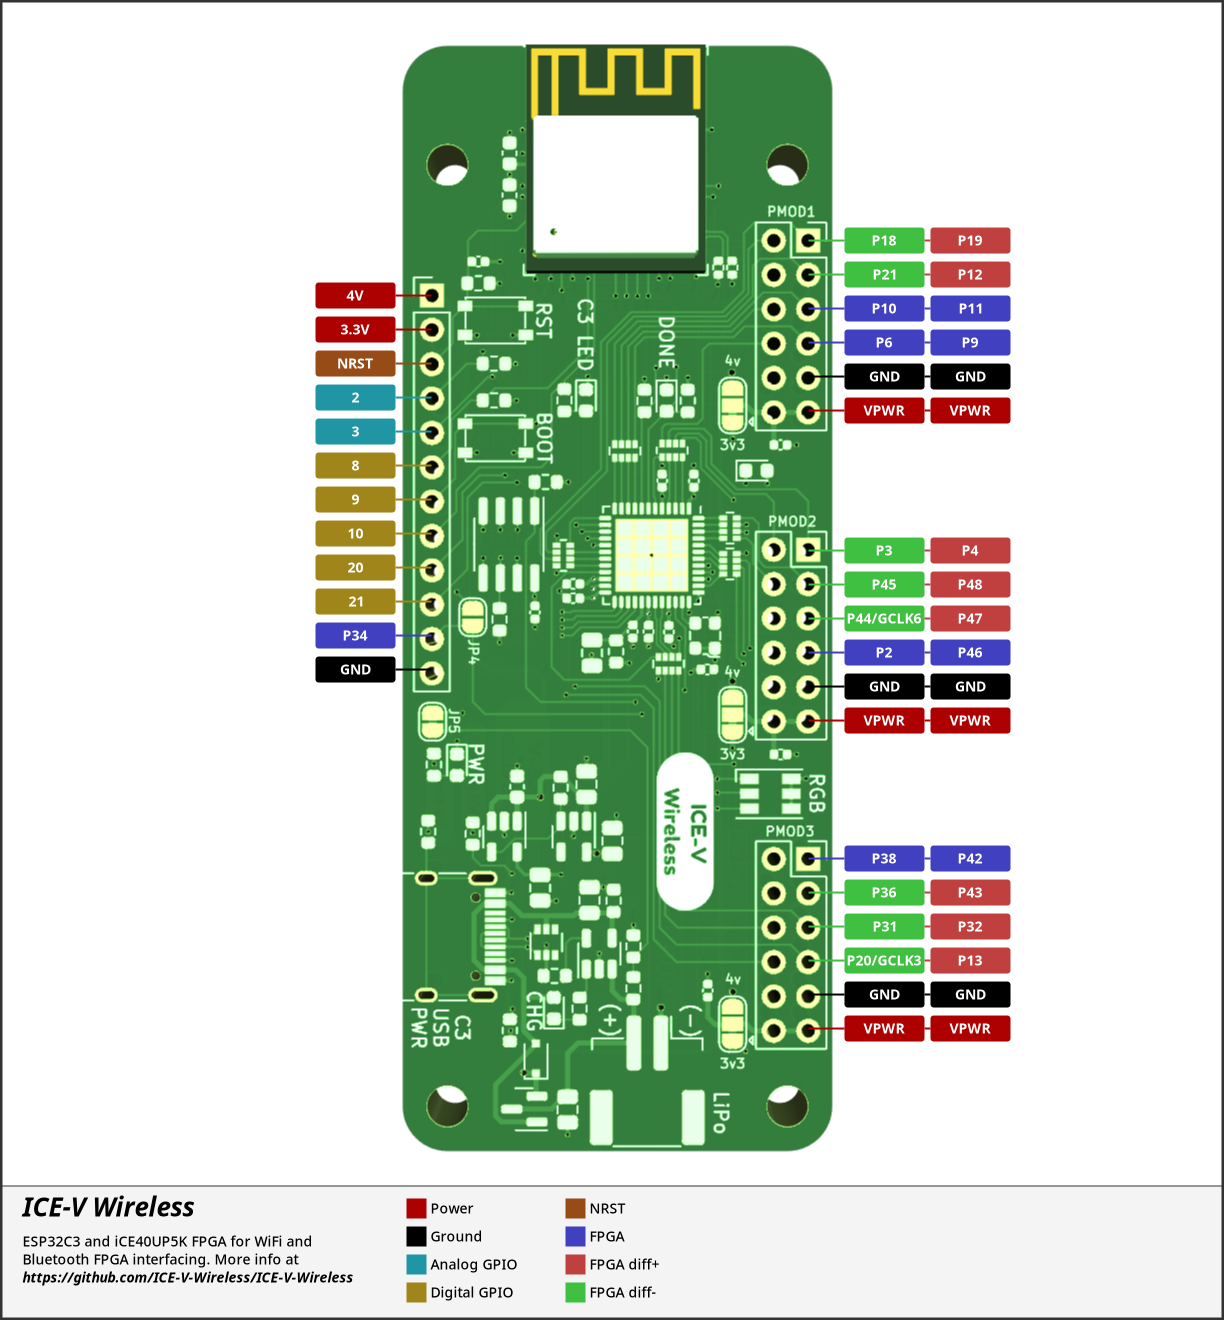 PMOD1
P18 P19
P21 P12
P10 P11
P6 P9
GND GND
VPWR VPWR
4V
3.3V
NRST
2
3
8
9
10
20
21
P34
GND
RST
C3 LED
DONE
BOOT
4v
3v3
PMOD2
P3 P4
P45 P48
P44/GCLK6 P47
P2 P46
GND GND
VPWR VPWR
JP4
4v
3v3
JP5
PWR
ICE-V
Wireless
RGB
PMOD3
P38 P42
P36 P43
P31 P32
P20/GCLK3 P13
GND GND
VPWR VPWR
4v
3v3
CHG
(+)
(-)
C3
USB
PWR
LiPo
ICE-V Wireless
ESP32C3 and iCE40UP5K FPGA for WiFi and
Bluetooth FPGA interfacing. More info at
https://github.com/ICE-V-Wireless/ICE-V-Wireless
Power
Ground
Analog GPIO
Digital GPIO
NRST
FPGA
FPGA diff+
FPGA diff-